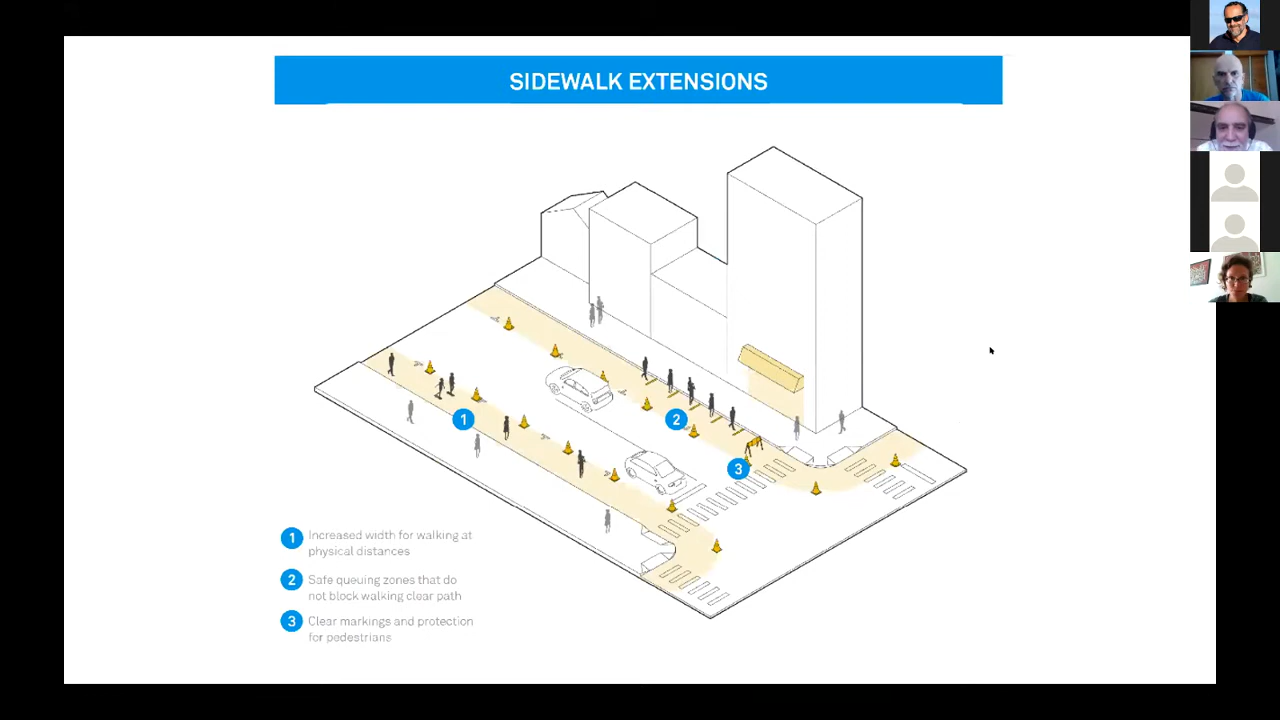 SIDEWALK EXTENSIONS
1
2
3
1 Increased width for walking at
physical distances
2 Safe queuing zones that do
not block walking clear path
3 Clear markings and protection
for pedestrians